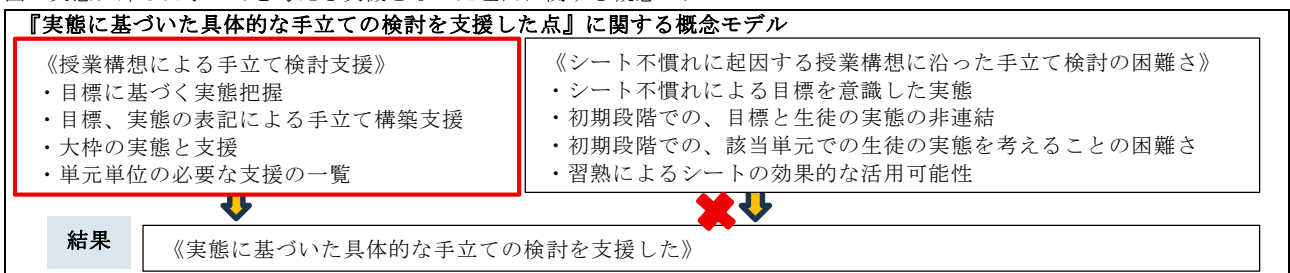 『実態に基づいた具体的な手立ての検討を支援した点』に関する概念モデル
《授業構想による手立て検討支援》
・目標に基づく実態把握
・目標、実態の表記による手立て構築支援
・大枠の実態と支援
・単元単位の必要な支援の一覧
《シート不慣れに起因する授業構想に沿った手立て検討の困難さ》
・シート不慣れによる目標を意識した実態
・初期段階での、目標と生徒の実態の非連結
・初期段階での、該当単元での生徒の実態を考えることの困難さ
・習熟によるシートの効果的な活用可能性
結果
《実態に基づいた具体的な手立ての検討を支援した》